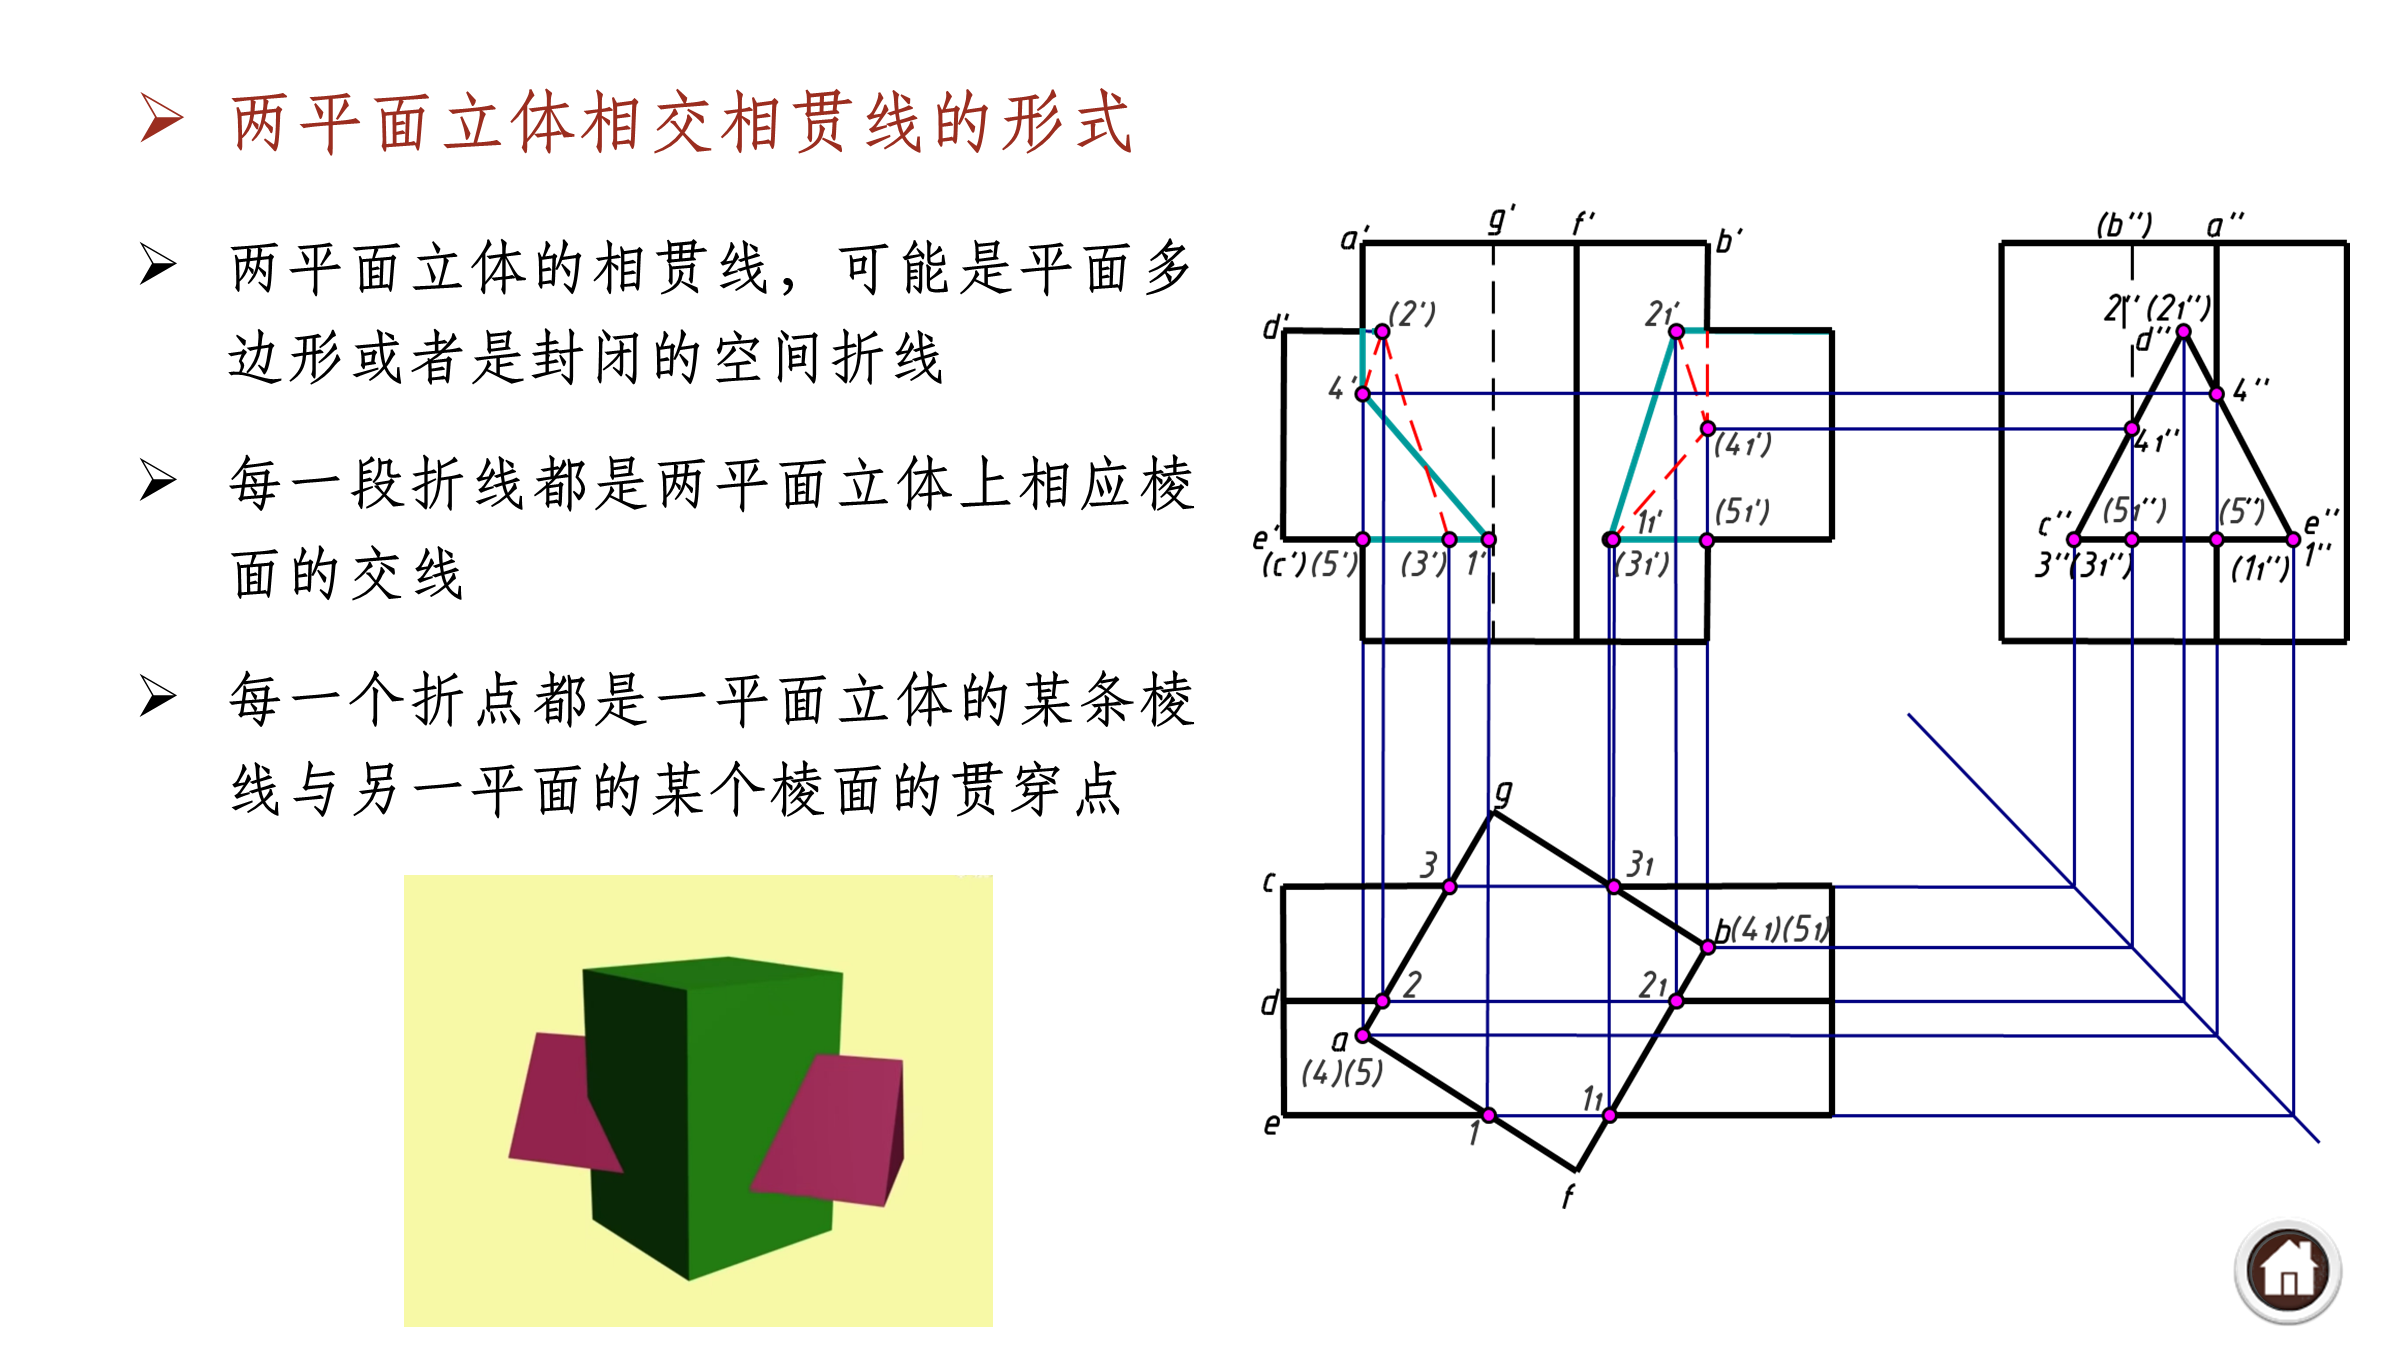 两平面立体相交相贯线的形式
两平面立体的相贯线，可能是平面多
边形或者是封闭的空间折线
每一段折线都是两平面立体上相应棱
面的交线
每一个折点都是一平面立体的某条棱
线与另一平面的某个棱面的贯穿点
a' g' f' b' (b'') a''
d' (2') 2₁' 2'' (2₁'')
d''
4' 4''
(4₁') 4₁''
1₁' (5₁') (5₁'') (5'')
e' c'' e''
(c') (5') (3') 1' (3₁') 3''(3₁'') (1₁'') 1''
g
c 3 3₁
b(4₁)(5₁)
d 2 2₁
a
(4)(5)
e 1 1₁
f